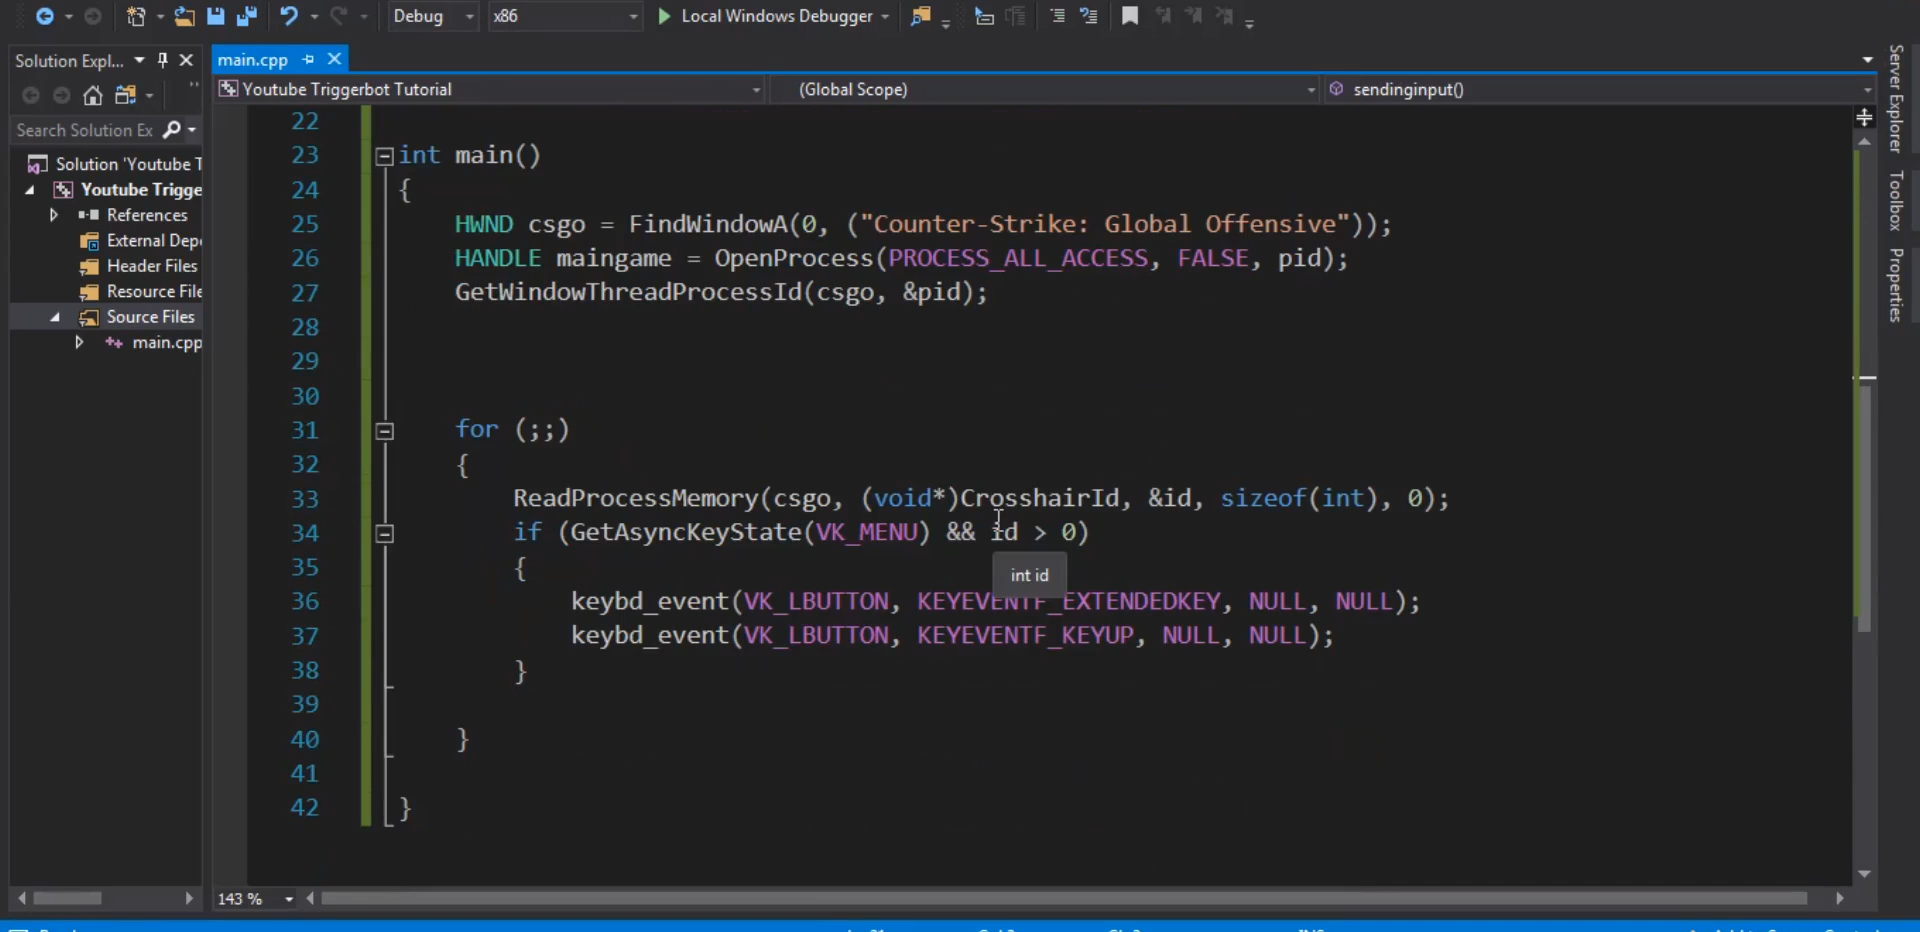 Debug
x86
Local Windows Debugger
Solution Expl...
main.cpp
Youtube Triggerbot Tutorial
(Global Scope)
sendinginput()
Search Solution Ex
Solution 'Youtube T
Youtube Trigge
References
External Dep
Header Files
Resource File
Source Files
main.cpp
22
23 int main()
24 {
25 HWND csgo = FindWindowA(0, ("Counter-Strike: Global Offensive"));
26 HANDLE maingame = OpenProcess(PROCESS_ALL_ACCESS, FALSE, pid);
27 GetWindowThreadProcessId(csgo, &pid);
28
29
30
31 for (;;)
32 {
33 ReadProcessMemory(csgo, (void*)CrosshairId, &id, sizeof(int), 0);
34 if (GetAsyncKeyState(VK_MENU) && id > 0)
35 {
int id
36 keybd_event(VK_LBUTTON, KEYEVENTF_EXTENDEDKEY, NULL, NULL);
37 keybd_event(VK_LBUTTON, KEYEVENTF_KEYUP, NULL, NULL);
38 }
39
40 }
41
42 }
143 %
Server Explorer
Toolbox
Properties